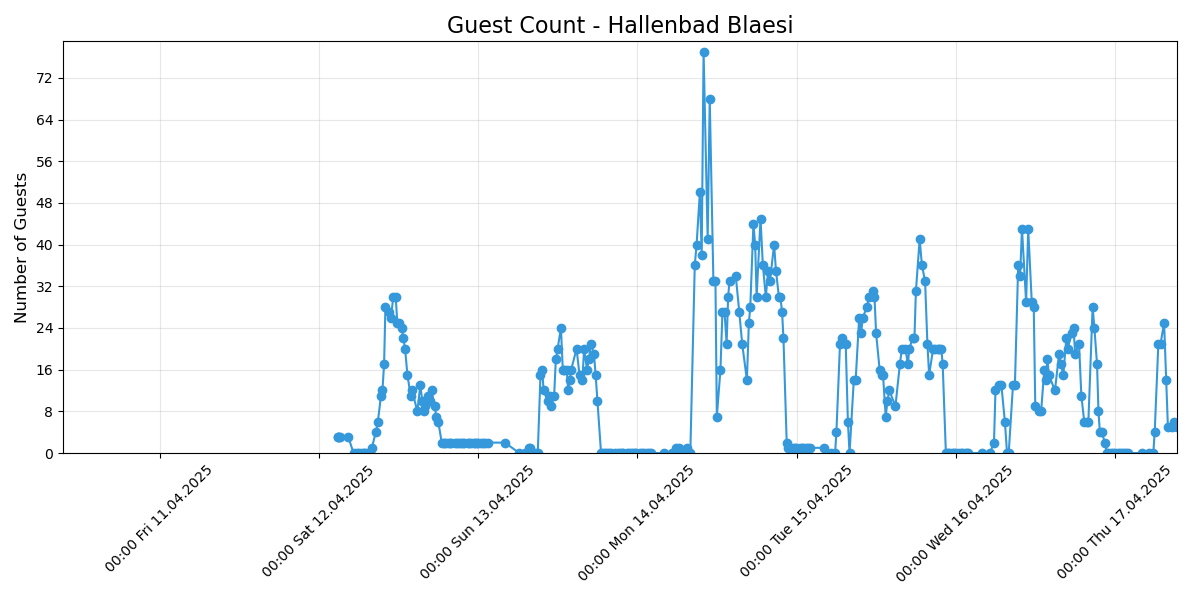 Guest Count - Hallenbad Blaesi
Number of Guests
72
64
56
48
40
32
24
16
8
0
00:00 Fri 11.04.2025
00:00 Sat 12.04.2025
00:00 Sun 13.04.2025
00:00 Mon 14.04.2025
00:00 Tue 15.04.2025
00:00 Wed 16.04.2025
00:00 Thu 17.04.2025